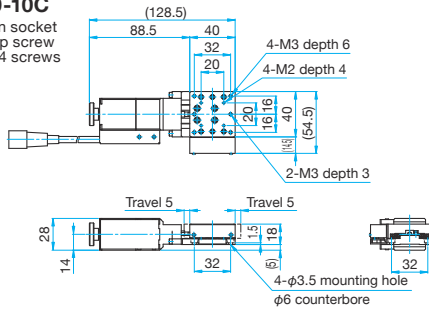 -10C
n socket
p screw
4 screws
(128.5)
88.5
40
32
20
4-M3 depth 6
4-M2 depth 4
20
16
16
40
(54.5)
(14.5)
2-M3 depth 3
Travel 5
Travel 5
28
14
1.5
18
(5)
32
32
4-φ3.5 mounting hole
φ6 counterbore